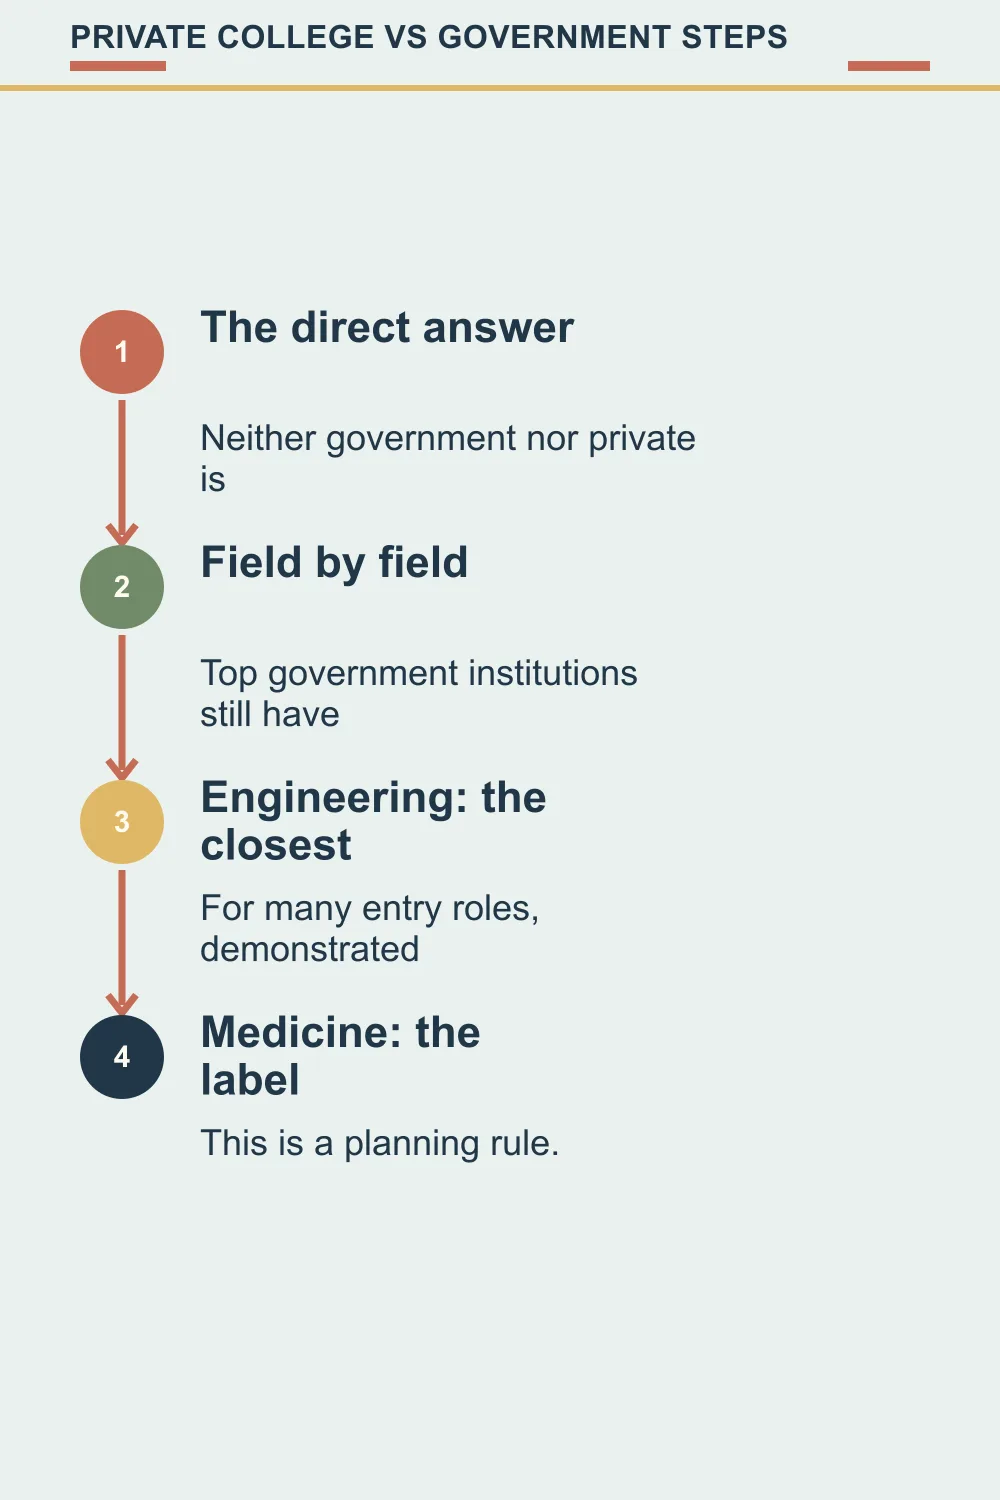 PRIVATE COLLEGE VS GOVERNMENT STEPS
1
The direct answer
Neither government nor private
is
2
Field by field
Top government institutions
still have
3
Engineering: the
closest
For many entry roles,
demonstrated
4
Medicine: the
label
This is a planning rule.